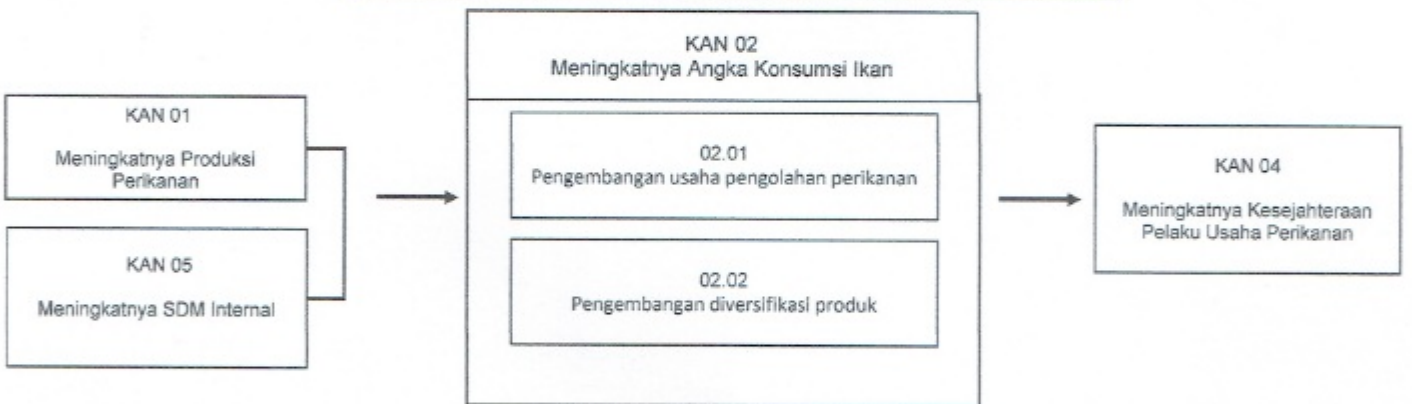 KAN 01
Meningkatnya Produksi
Perikanan
KAN 05
Meningkatnya SDM Internal
KAN 02
Meningkatnya Angka Konsumsi Ikan
02.01
Pengembangan usaha pengolahan perikanan
02.02
Pengembangan diversifikasi produk
KAN 04
Meningkatnya Kesejahteraan
Pelaku Usaha Perikanan